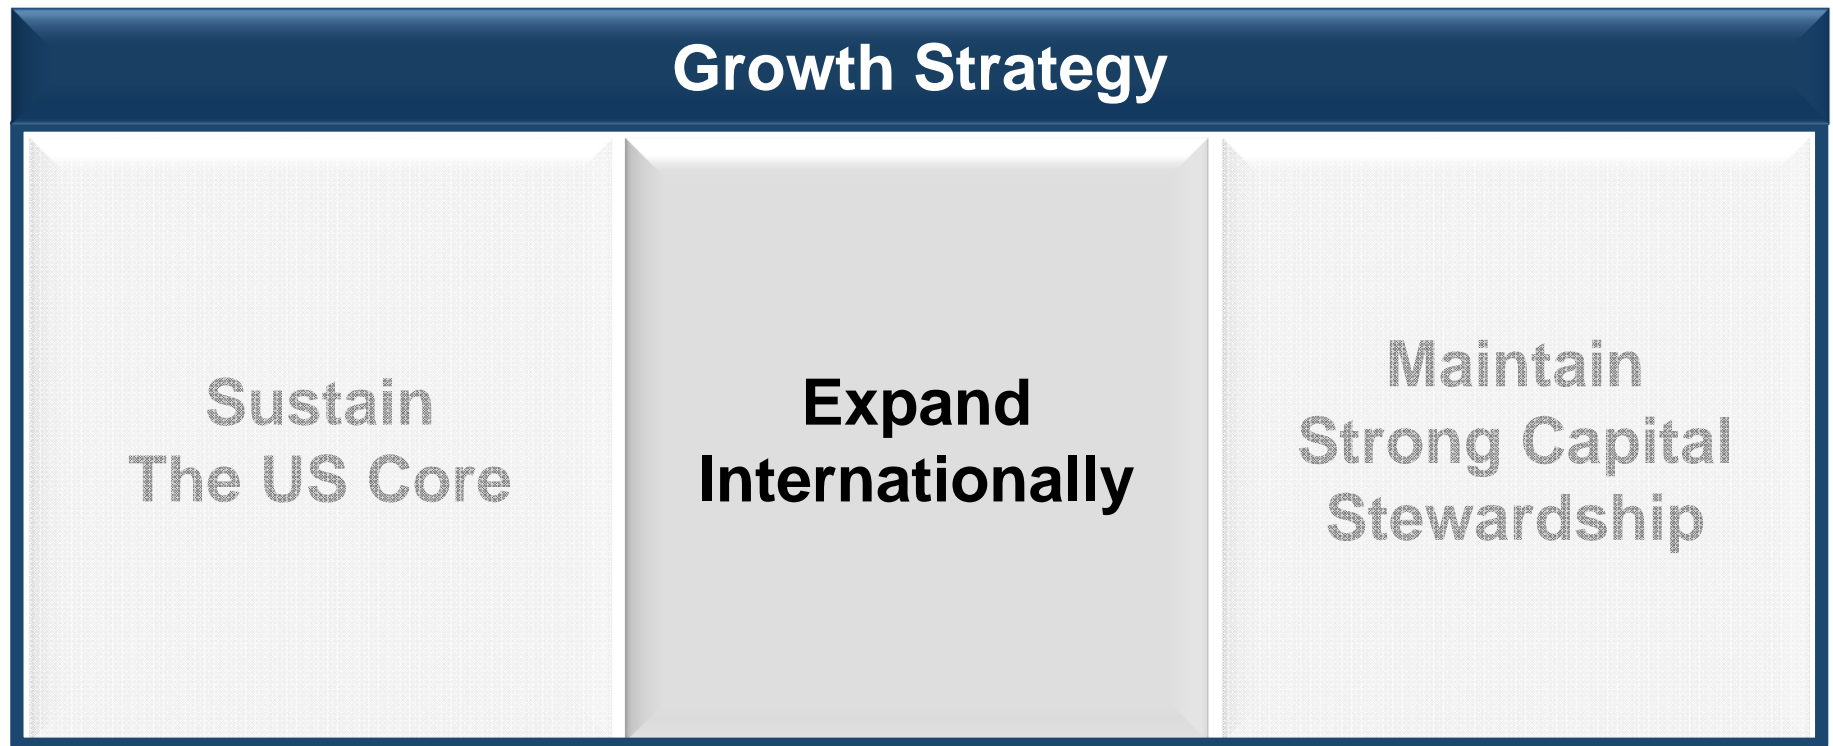 Growth Strategy
Sustain
The US Core
Expand
Internationally
Maintain
Strong Capital
Stewardship